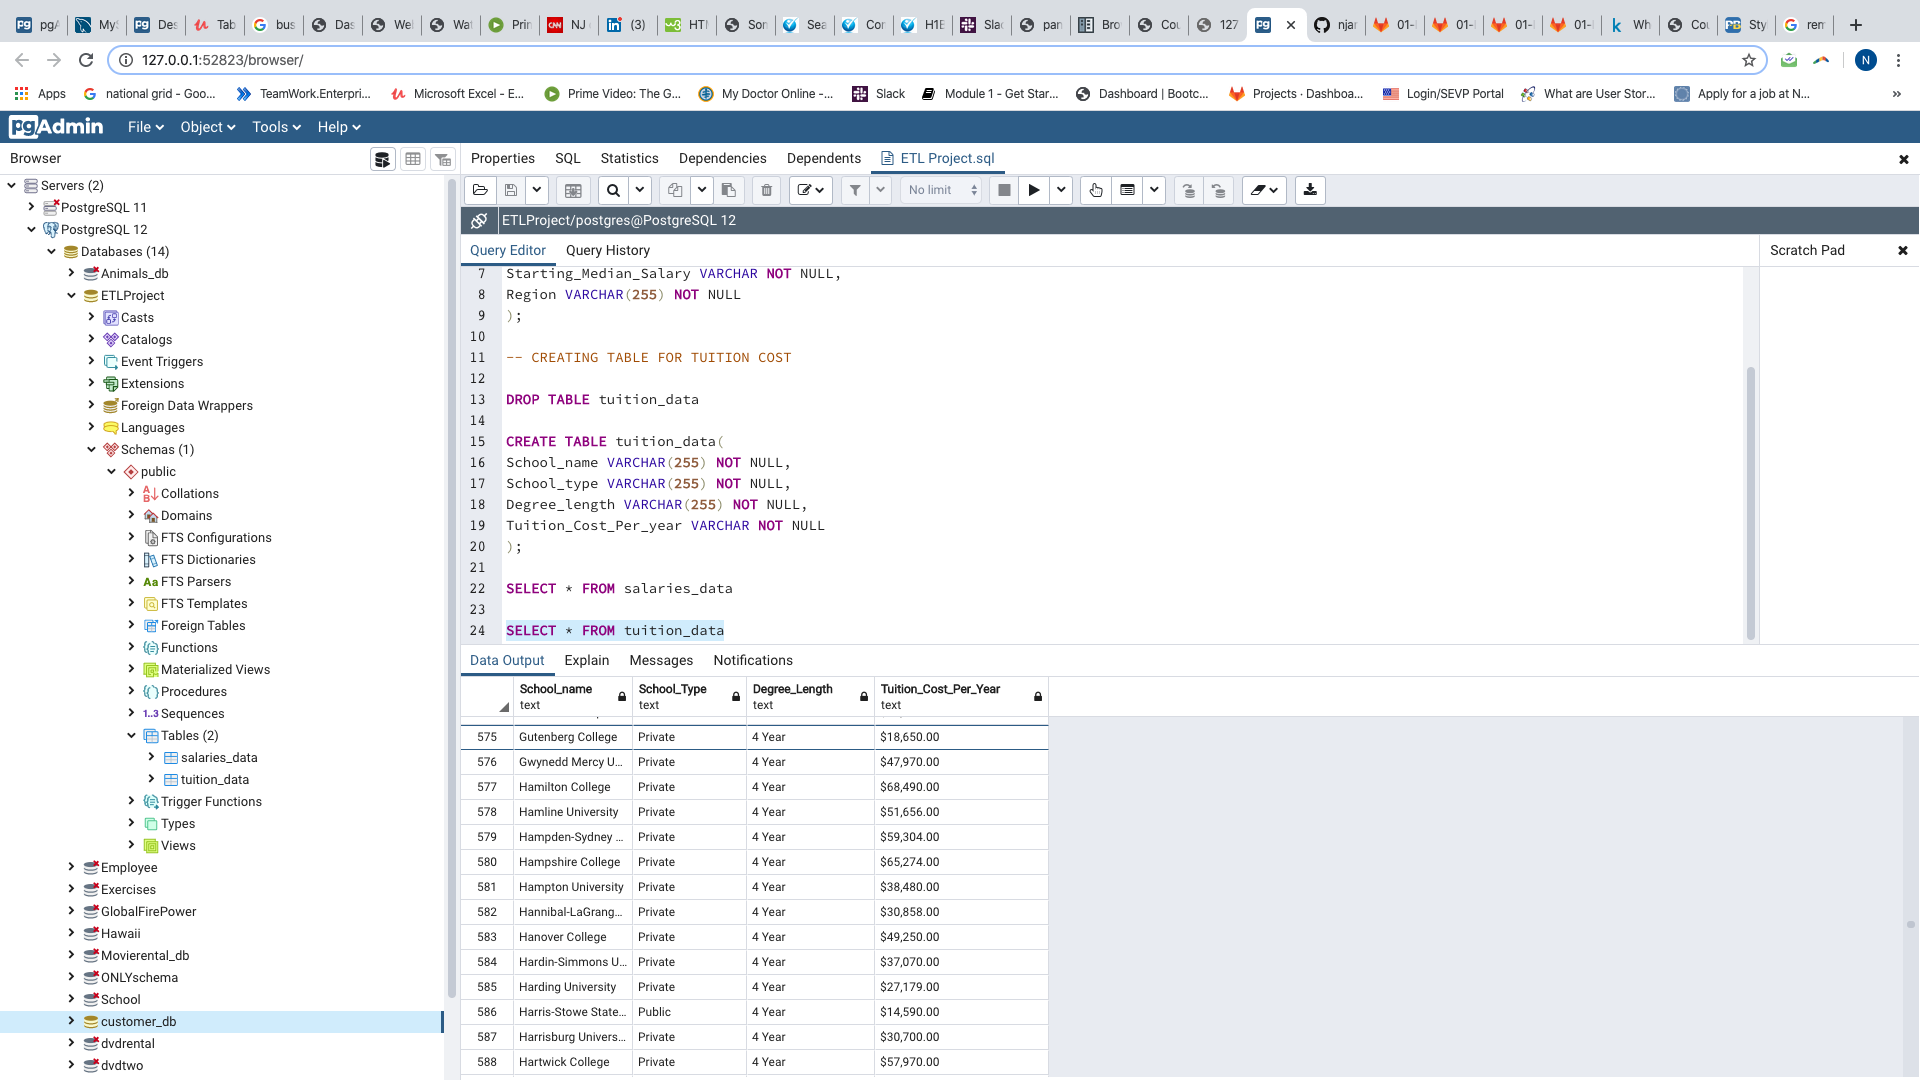 pgA
MyS
Des
Tab
bus
Das
Wel
Wat
Prin
NJ
(3)
HTM
Son
Sea
Cor
H1E
Slac
pan
Bro
Cou
127
njar
01-
01-
01-
01-
Wh
Cou
Sty
rem
127.0.0.1:52823/browser/
N
Apps
national grid - Goo...
TeamWork.Enterpri...
Microsoft Excel - E...
Prime Video: The G...
My Doctor Online -...
Slack
Module 1 - Get Star...
Dashboard | Bootc...
Projects · Dashboa...
Login/SEVP Portal
What are User Stor...
Apply for a job at N...
»
pgAdmin File Object Tools Help
Browser
Properties SQL Statistics Dependencies Dependents ETL Project.sql
No limit
ETLProject/postgres@PostgreSQL 12
Query Editor Query History
Scratch Pad
Servers (2)
PostgreSQL 11
PostgreSQL 12
Databases (14)
Animals_db
ETLProject
Casts
Catalogs
Event Triggers
Extensions
Foreign Data Wrappers
Languages
Schemas (1)
public
Collations
Domains
FTS Configurations
FTS Dictionaries
Aa FTS Parsers
FTS Templates
Foreign Tables
Functions
Materialized Views
Procedures
1..3 Sequences
Tables (2)
salaries_data
tuition_data
Trigger Functions
Types
Views
Employee
Exercises
GlobalFirePower
Hawaii
Movierental_db
ONLYschema
School
customer_db
dvdrental
dvdtwo
7 Starting_Median_Salary VARCHAR NOT NULL,
8 Region VARCHAR(255) NOT NULL
9 );
10
11 -- CREATING TABLE FOR TUITION COST
12
13 DROP TABLE tuition_data
14
15 CREATE TABLE tuition_data(
16 School_name VARCHAR(255) NOT NULL,
17 School_type VARCHAR(255) NOT NULL,
18 Degree_length VARCHAR(255) NOT NULL,
19 Tuition_Cost_Per_year VARCHAR NOT NULL
20 );
21
22 SELECT * FROM salaries_data
23
24 SELECT * FROM tuition_data
Data Output Explain Messages Notifications
School_name School_Type Degree_Length Tuition_Cost_Per_Year
text text text text
575 Gutenberg College Private 4 Year $18,650.00
576 Gwynedd Mercy U... Private 4 Year $47,970.00
577 Hamilton College Private 4 Year $68,490.00
578 Hamline University Private 4 Year $51,656.00
579 Hampden-Sydney ... Private 4 Year $59,304.00
580 Hampshire College Private 4 Year $65,274.00
581 Hampton University Private 4 Year $38,480.00
582 Hannibal-LaGrang... Private 4 Year $30,858.00
583 Hanover College Private 4 Year $49,250.00
584 Hardin-Simmons U... Private 4 Year $37,070.00
585 Harding University Private 4 Year $27,179.00
586 Harris-Stowe State... Public 4 Year $14,590.00
587 Harrisburg Univers... Private 4 Year $30,700.00
588 Hartwick College Private 4 Year $57,970.00